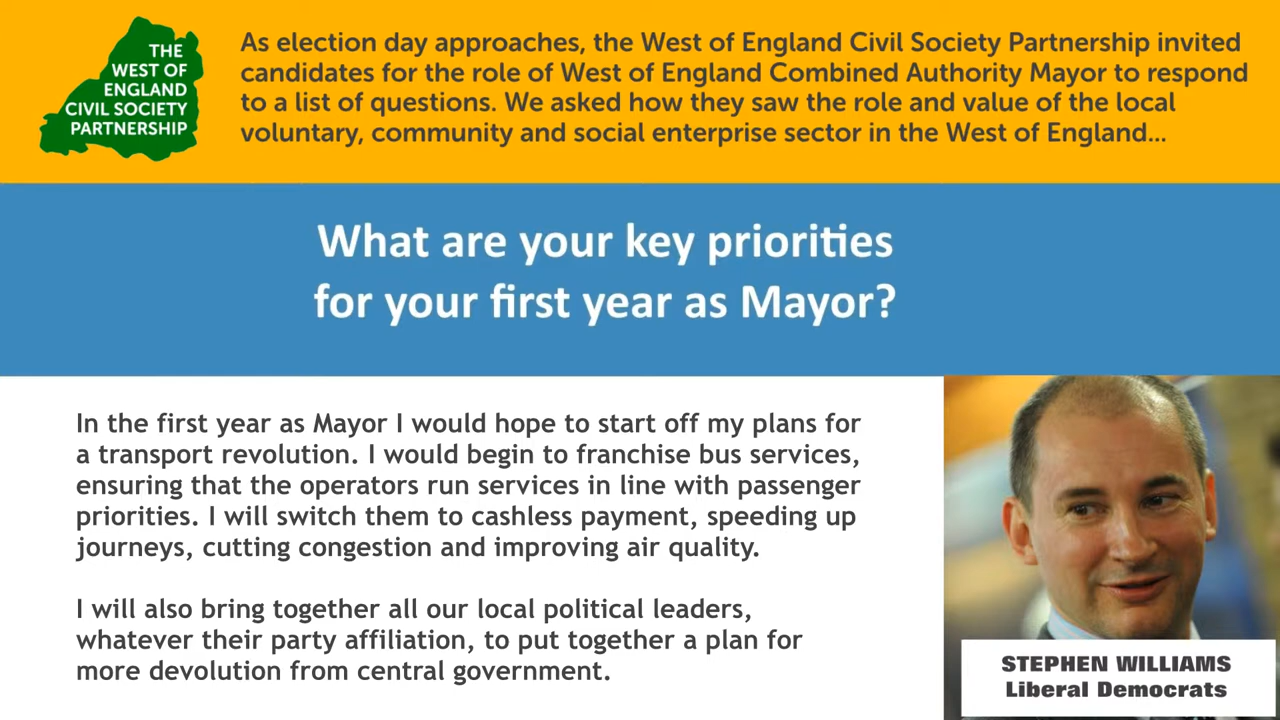 THE
WEST OF
ENGLAND
CIVIL SOCIETY
PARTNERSHIP
As election day approaches, the West of England Civil Society Partnership invited
candidates for the role of West of England Combined Authority Mayor to respond
to a list of questions. We asked how they saw the role and value of the local
voluntary, community and social enterprise sector in the West of England...
What are your key priorities
for your first year as Mayor?
In the first year as Mayor I would hope to start off my plans for
a transport revolution. I would begin to franchise bus services,
ensuring that the operators run services in line with passenger
priorities. I will switch them to cashless payment, speeding up
journeys, cutting congestion and improving air quality.
I will also bring together all our local political leaders,
whatever their party affiliation, to put together a plan for
more devolution from central government.
STEPHEN WILLIAMS
Liberal Democrats